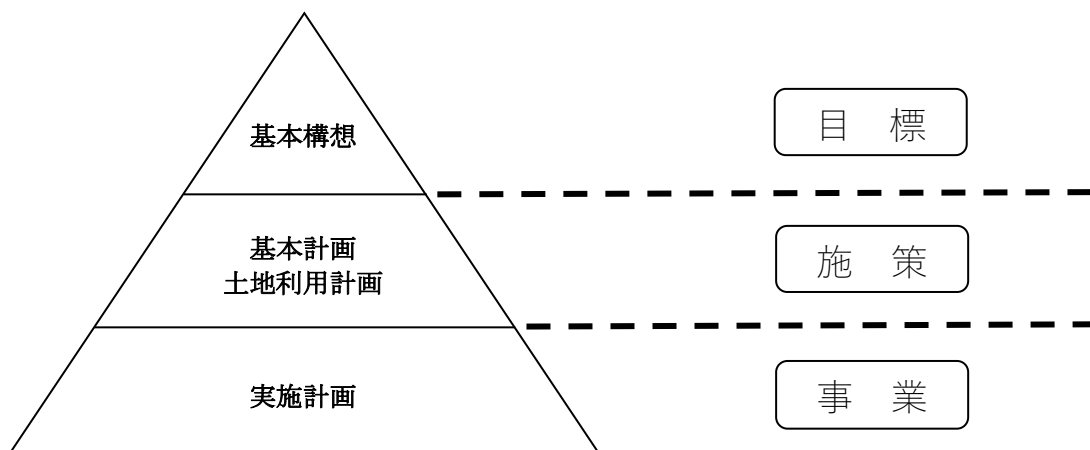 基本構想
目　標
基本計画
土地利用計画
施　策
実施計画
事　業